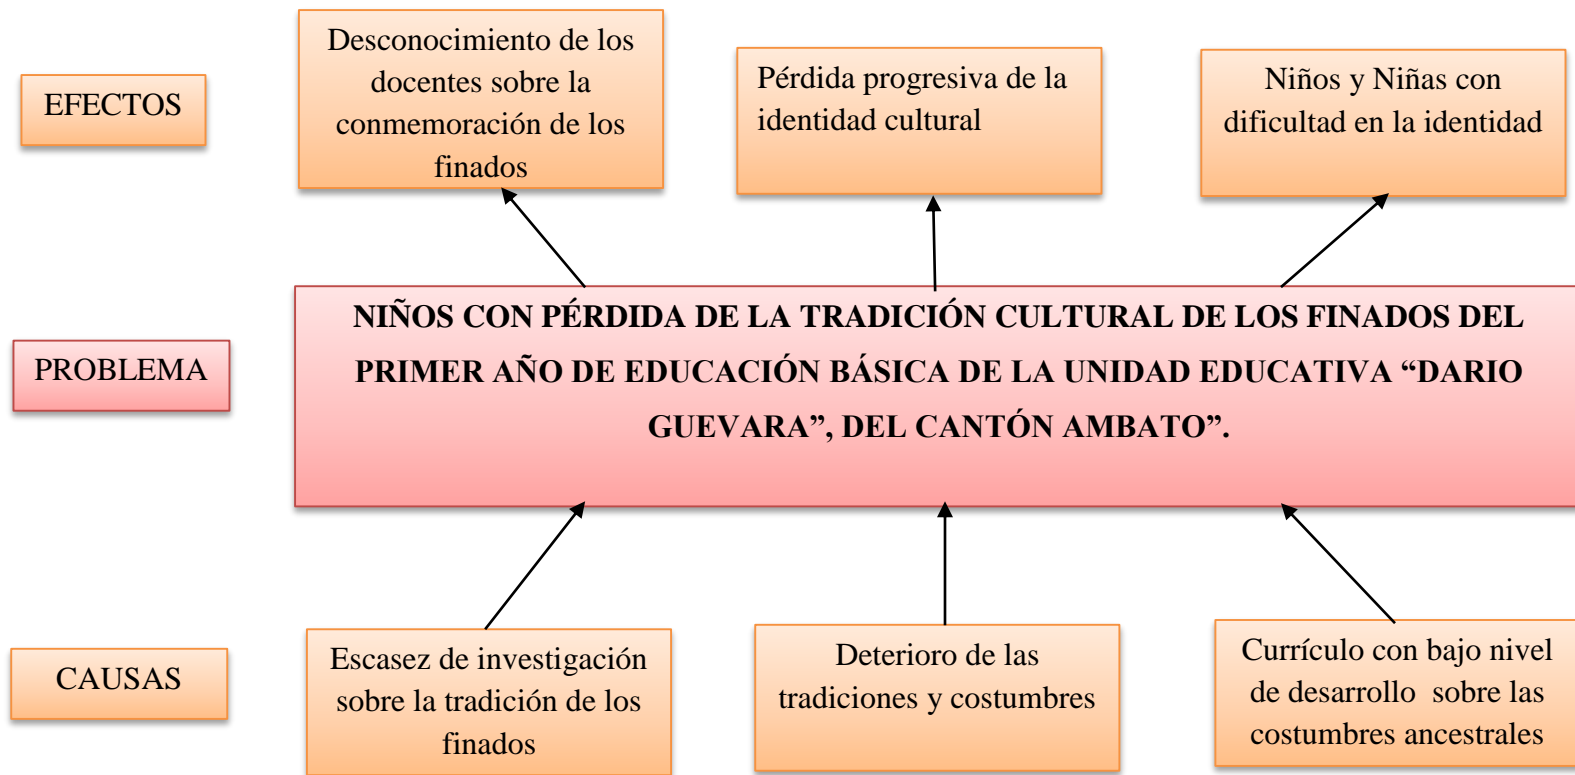 EFECTOS
Desconocimiento de los
docentes sobre la
conmemoración de los
finados
Pérdida progresiva de la
identidad cultural
Niños y Niñas con
dificultad en la identidad
PROBLEMA
NIÑOS CON PÉRDIDA DE LA TRADICIÓN CULTURAL DE LOS FINADOS DEL
PRIMER AÑO DE EDUCACIÓN BÁSICA DE LA UNIDAD EDUCATIVA “DARIO
GUEVARA”, DEL CANTÓN AMBATO”.
CAUSAS
Escasez de investigación
sobre la tradición de los
finados
Deterioro de las
tradiciones y costumbres
Currículo con bajo nivel
de desarrollo  sobre las
costumbres ancestrales